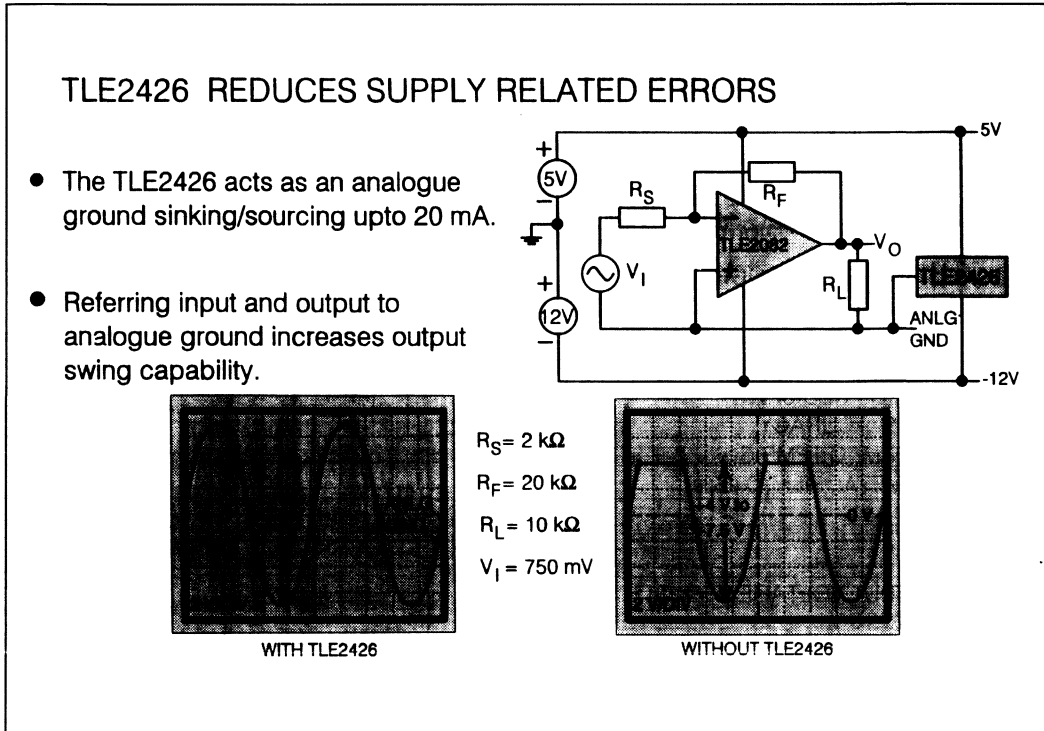 TLE2426 REDUCES SUPPLY RELATED ERRORS
● The TLE2426 acts as an analogue
ground sinking/sourcing upto 20 mA.
● Referring input and output to
analogue ground increases output
swing capability.
5V
+
5V
−
+
12V
−
R_S
R_F
V_I
−
+
TLE2062
V_O
R_L
TLE2426
ANLG
GND
-12V
R_S= 2 kΩ
R_F= 20 kΩ
R_L= 10 kΩ
V_I = 750 mV
WITH TLE2426
WITHOUT TLE2426